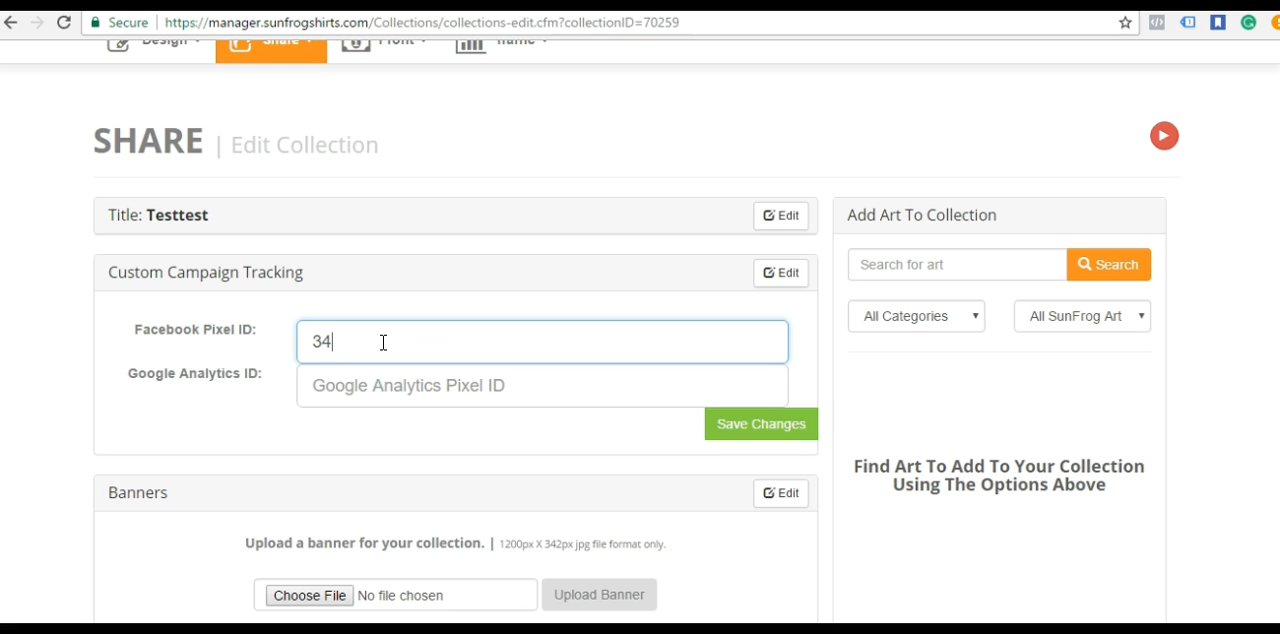 Secure | https://manager.sunfrogshirts.com/Collections/collections-edit.cfm?collectionID=70259
Design Share Front Traffic
SHARE | Edit Collection
Title: Testtest Edit
Add Art To Collection
Custom Campaign Tracking Edit
Search for art Search
All Categories All SunFrog Art
Facebook Pixel ID: 34
Google Analytics ID: Google Analytics Pixel ID
Save Changes
Find Art To Add To Your Collection
Using The Options Above
Banners Edit
Upload a banner for your collection. | 1200px X 342px jpg file format only.
Choose File No file chosen Upload Banner